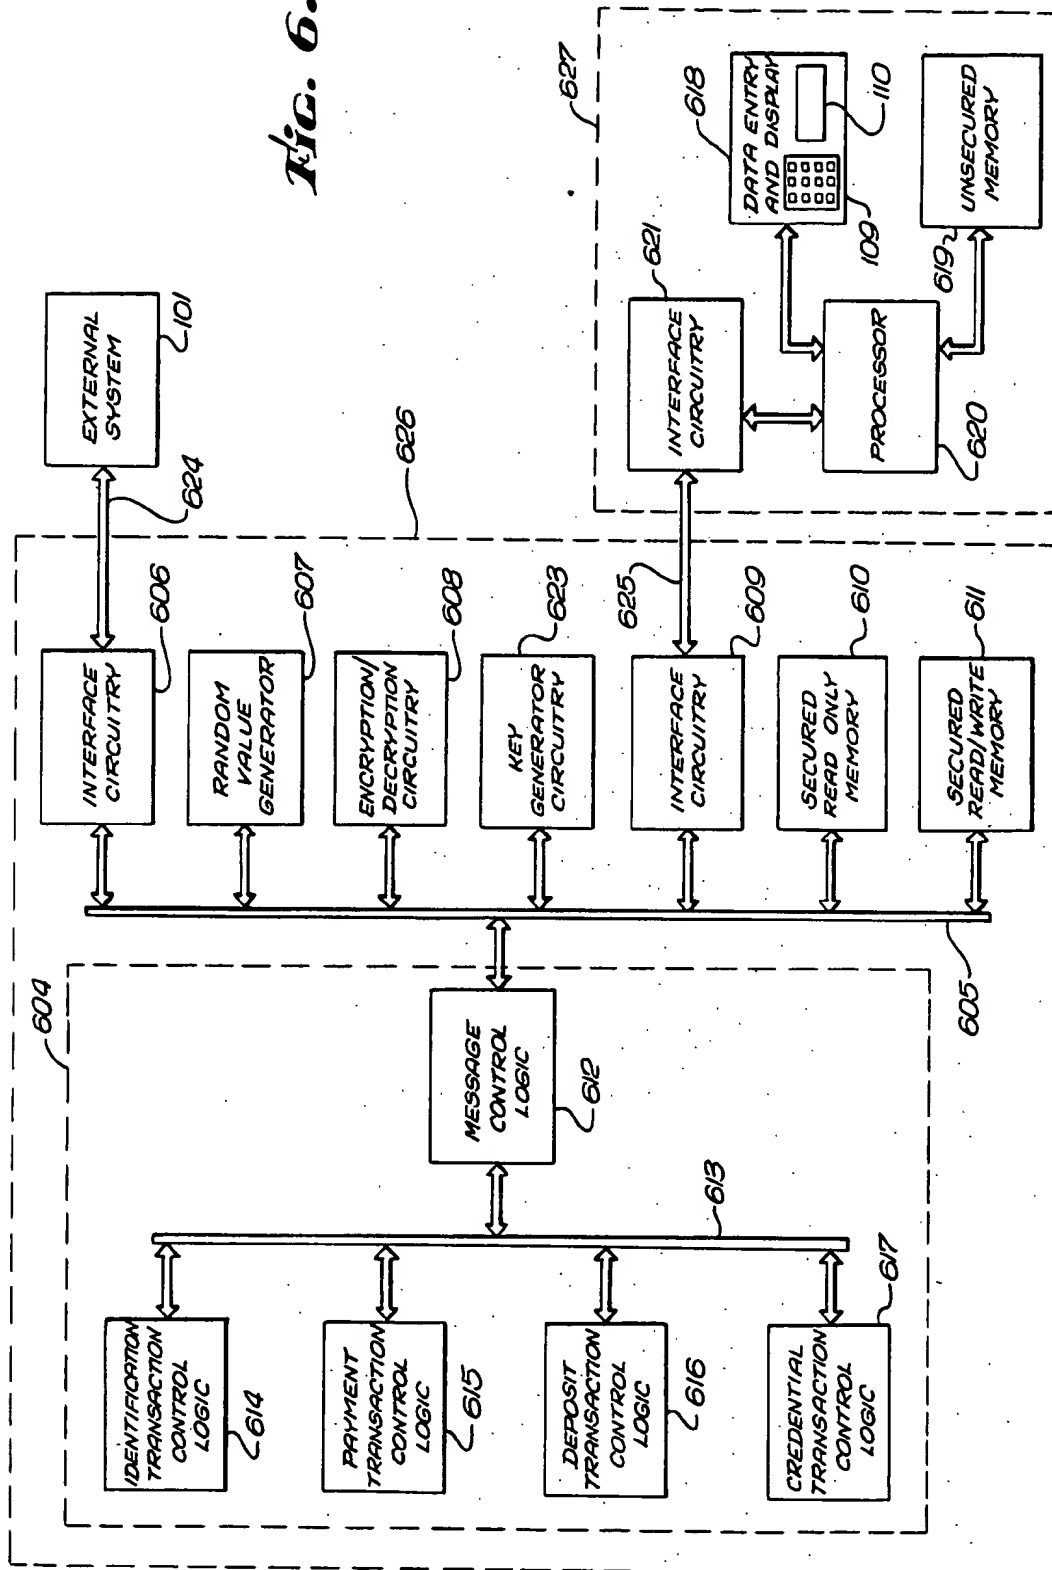 Fig. 6.
604
IDENTIFICATION
TRANSACTION
CONTROL
LOGIC
614
PAYMENT
TRANSACTION
CONTROL
LOGIC
615
DEPOSIT
TRANSACTION
CONTROL
LOGIC
616
CREDENTIAL
TRANSACTION
CONTROL
LOGIC
617
613
MESSAGE
CONTROL
LOGIC
612
605
INTERFACE
CIRCUITRY
606
RANDOM
VALUE
GENERATOR
607
ENCRYPTION/
DECRYPTION
CIRCUITRY
608
KEY
GENERATOR
CIRCUITRY
623
INTERFACE
CIRCUITRY
609
SECURED
READ ONLY
MEMORY
610
SECURED
READ/WRITE
MEMORY
611
626
624
EXTERNAL
SYSTEM
101
625
627
INTERFACE
CIRCUITRY
621
PROCESSOR
620
DATA ENTRY
AND DISPLAY
618
109
110
UNSECURED
MEMORY
619